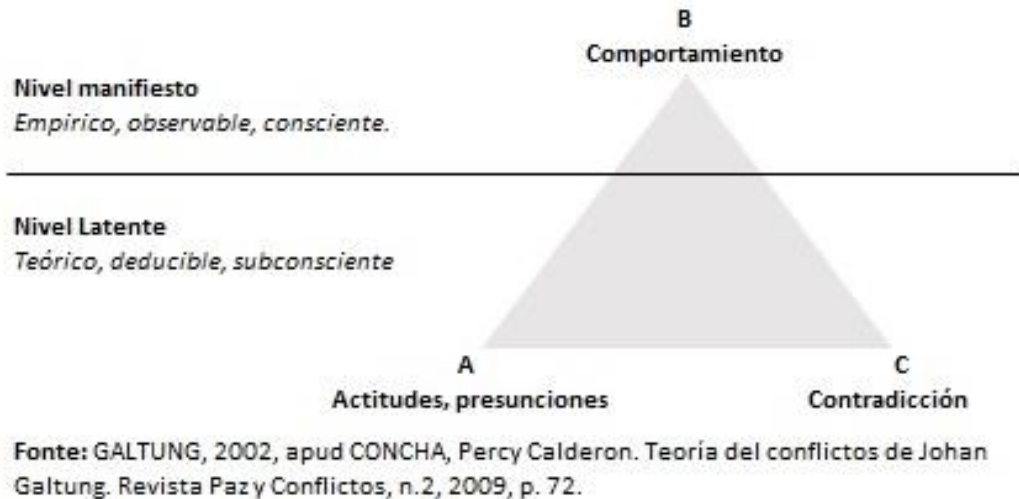 B
Comportamiento
Nivel manifiesto
Empirico, observable, consciente.
Nivel Latente
Teórico, deducible, subconsciente
A
Actitudes, presunciones
C
Contradicción
Fonte: GALTUNG, 2002, apud CONCHA, Percy Calderon. Teoría del conflictos de Johan
Galtung. Revista Paz y Conflictos, n.2, 2009, p. 72.